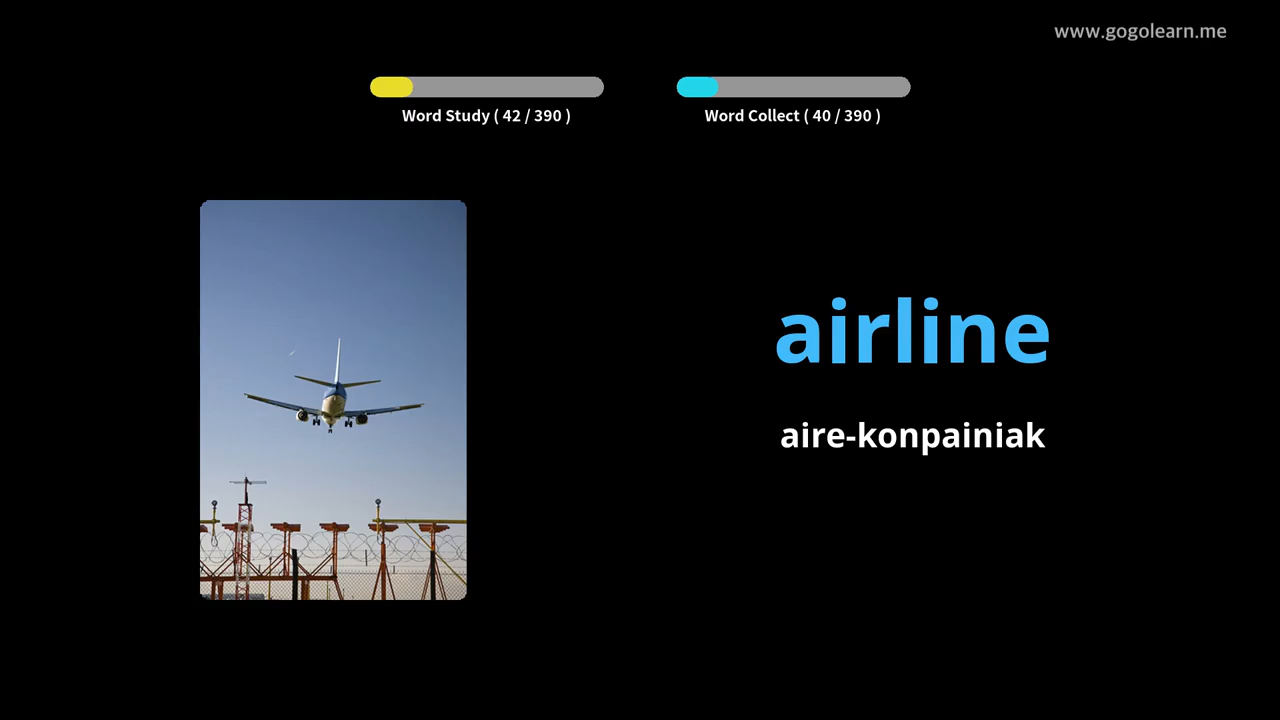 www.gogolearn.me
Word Study ( 42 / 390 )
Word Collect ( 40 / 390 )
airline
aire-konpainiak